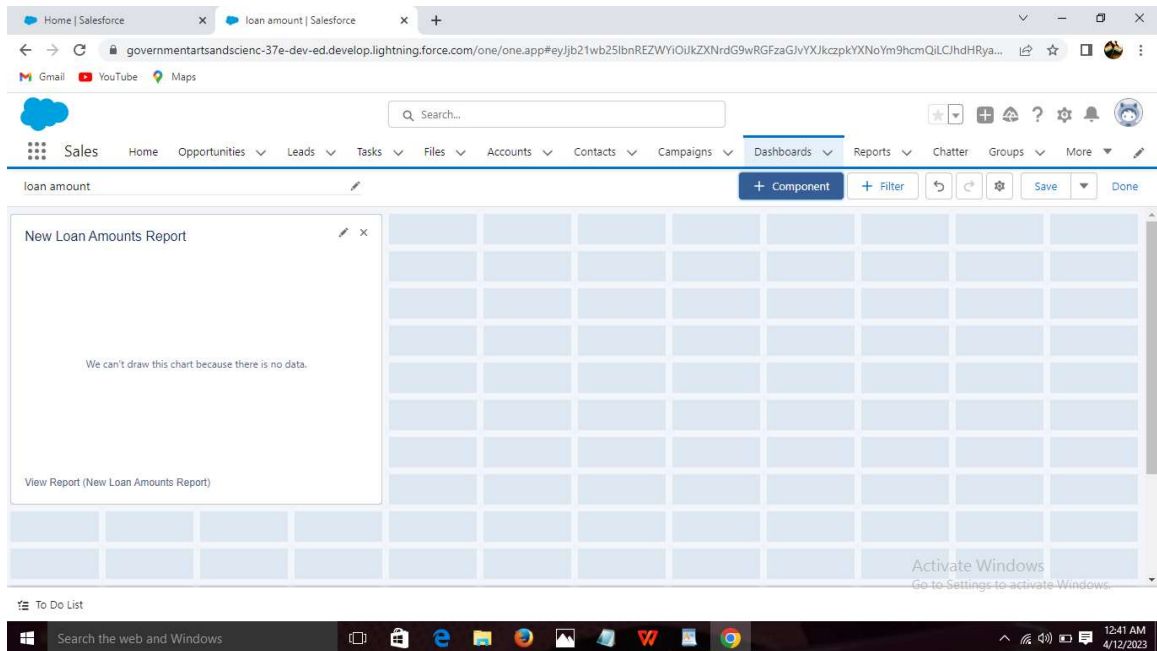 Home | Salesforce
loan amount | Salesforce
governmentartsandscienc-37e-dev-ed.develop.lightning.force.com
Gmail YouTube Maps
Search...
Sales Home Opportunities Leads Tasks Files Accounts Contacts Campaigns Dashboards Reports Chatter Groups More
loan amount
+ Component + Filter Save Done
New Loan Amounts Report
We can't draw this chart because there is no data.
View Report (New Loan Amounts Report)
Activate Windows
Go to Settings to activate Windows.
To Do List
Search the web and Windows
12:41 AM
4/12/2023